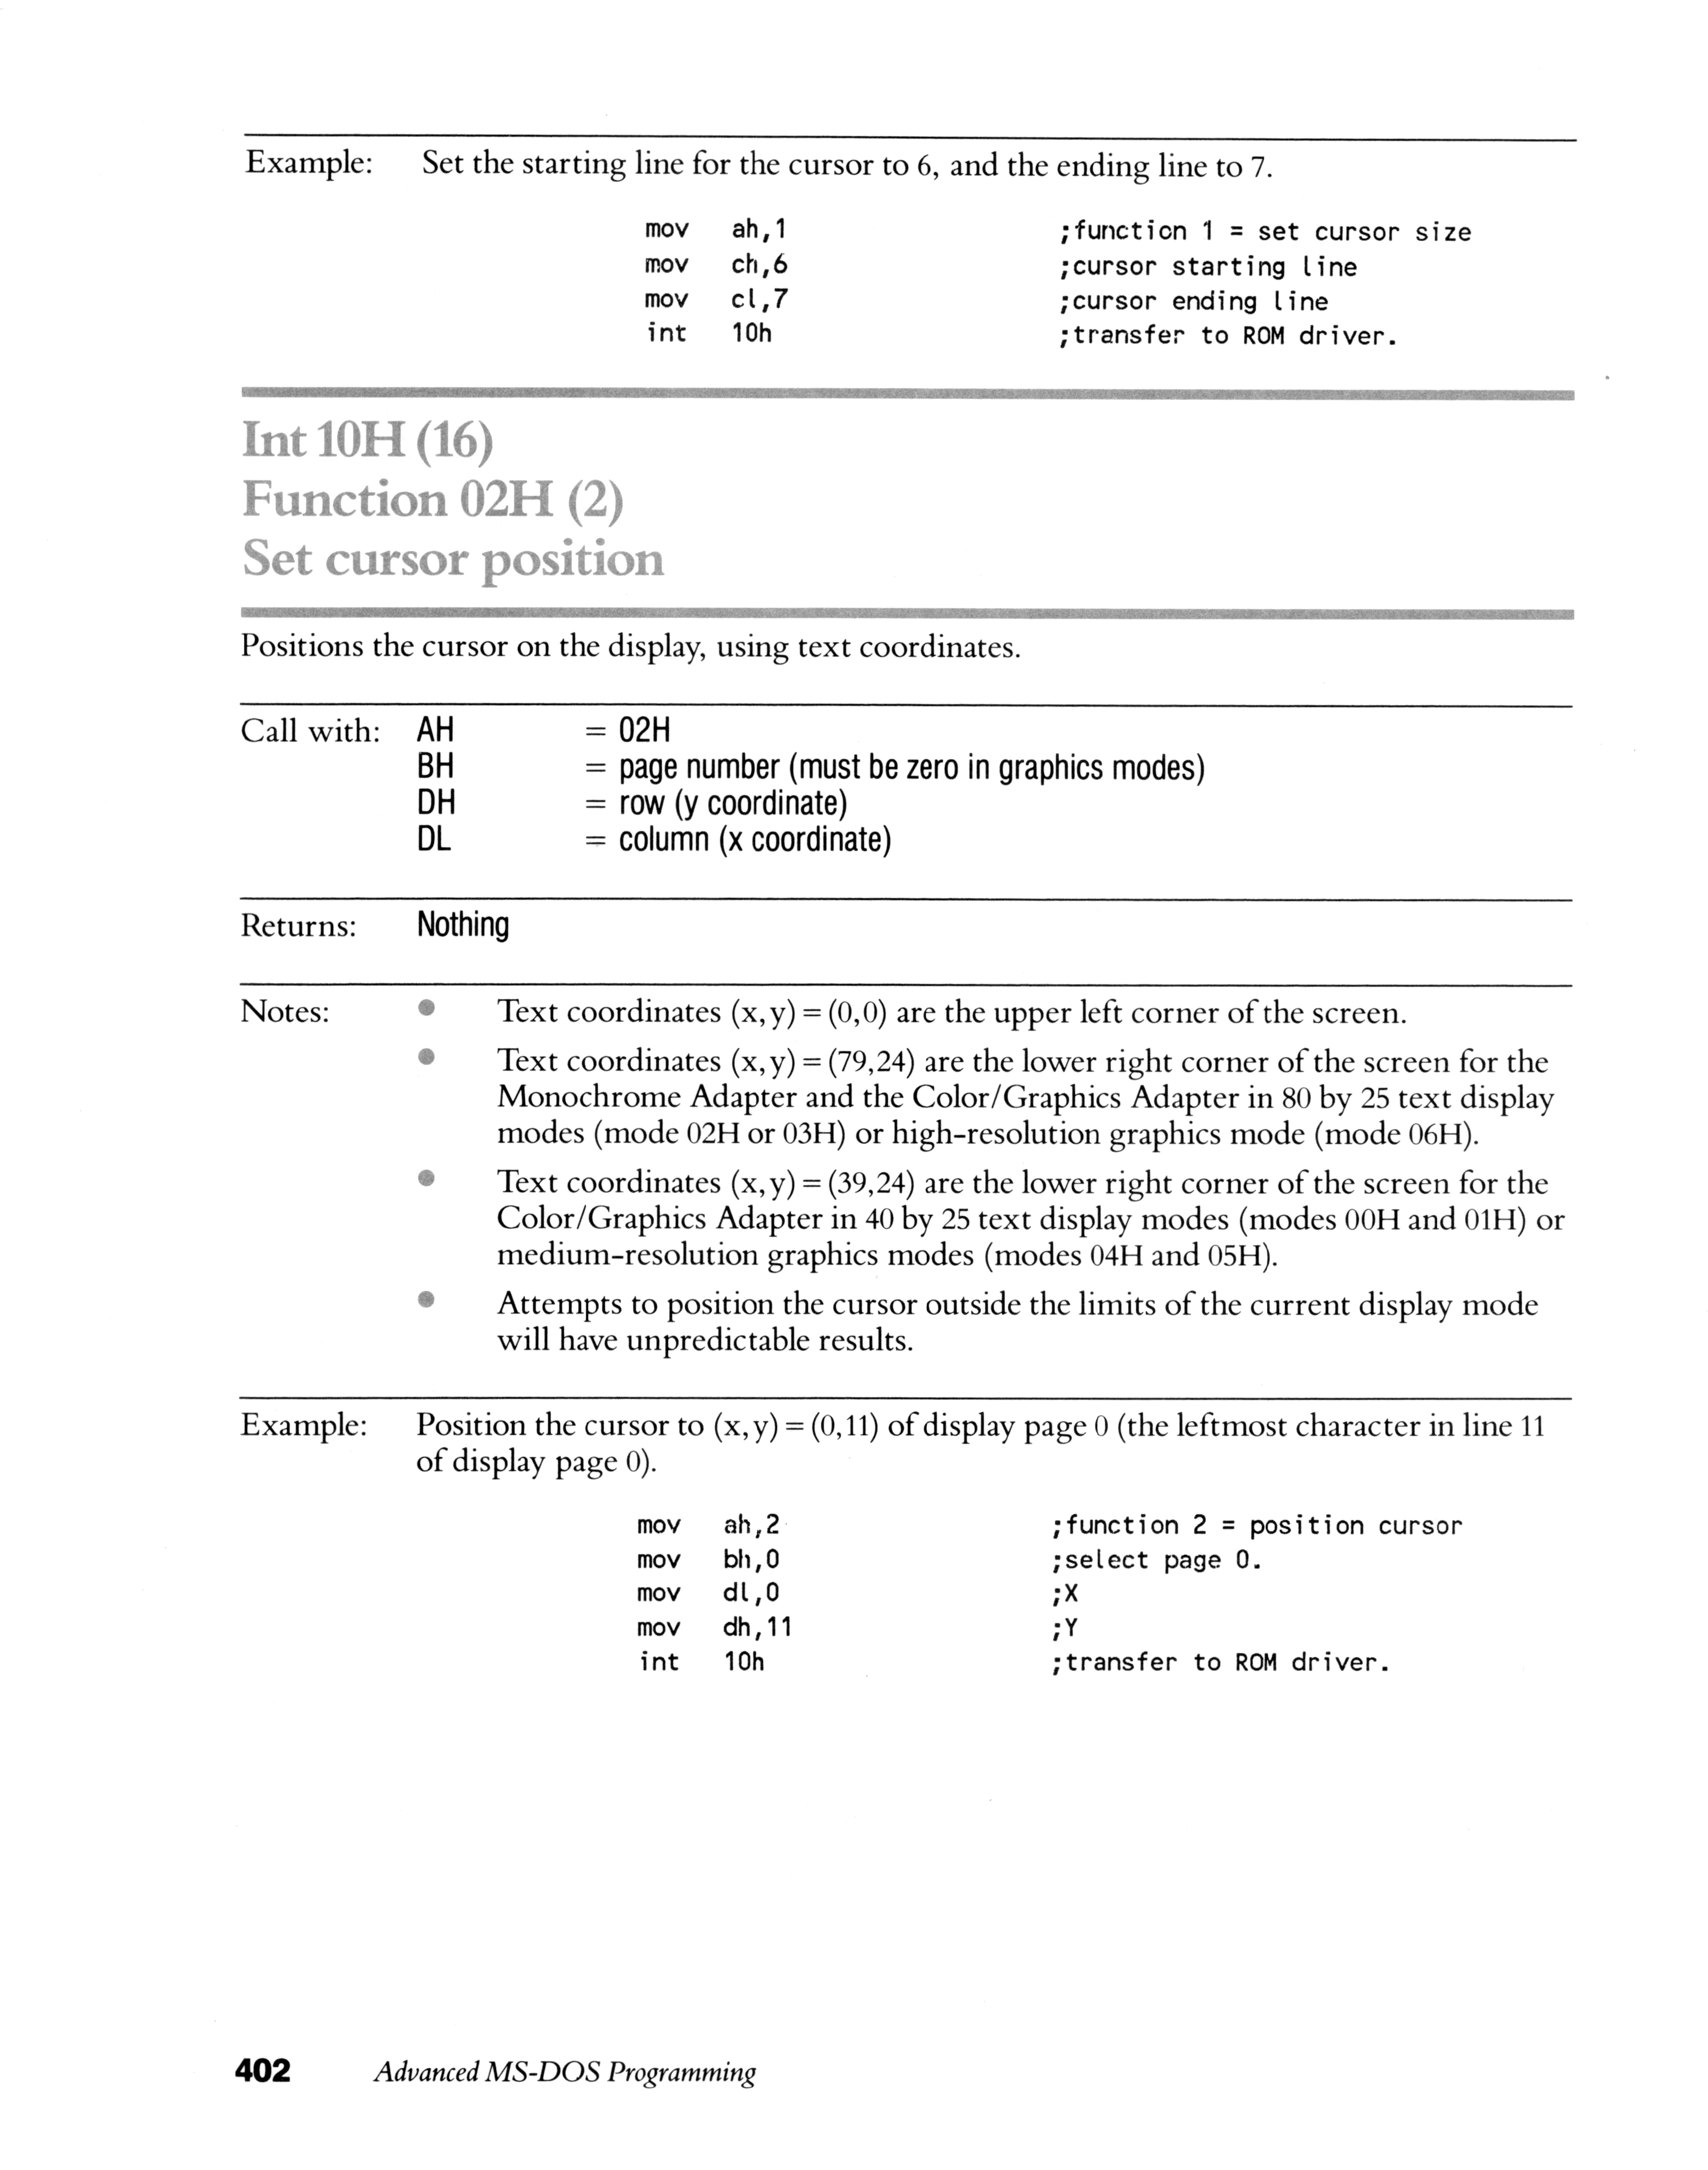 Example: Set the starting line for the cursor to 6, and the ending line to 7.
mov ah,1 ;function 1 = set cursor size
mov ch,6 ;cursor starting line
mov cl,7 ;cursor ending line
int 10h ;transfer to ROM driver.
Int 10H (16)
Function 02H (2)
Set cursor position
Positions the cursor on the display, using text coordinates.
Call with: AH = 02H
BH = page number (must be zero in graphics modes)
DH = row (y coordinate)
DL = column (x coordinate)
Returns: Nothing
Notes: • Text coordinates (x,y) = (0,0) are the upper left corner of the screen.
• Text coordinates (x,y) = (79,24) are the lower right corner of the screen for the
Monochrome Adapter and the Color/Graphics Adapter in 80 by 25 text display
modes (mode 02H or 03H) or high-resolution graphics mode (mode 06H).
• Text coordinates (x,y) = (39,24) are the lower right corner of the screen for the
Color/Graphics Adapter in 40 by 25 text display modes (modes 00H and 01H) or
medium-resolution graphics modes (modes 04H and 05H).
• Attempts to position the cursor outside the limits of the current display mode
will have unpredictable results.
Example: Position the cursor to (x,y) = (0,11) of display page 0 (the leftmost character in line 11
of display page 0).
mov ah,2 ;function 2 = position cursor
mov bh,0 ;select page 0.
mov dl,0 ;X
mov dh,11 ;Y
int 10h ;transfer to ROM driver.
402 Advanced MS-DOS Programming